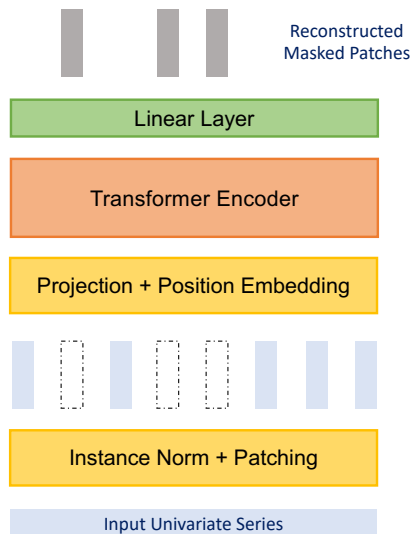 Reconstructed
Masked Patches
Linear Layer
Transformer Encoder
Projection + Position Embedding
Instance Norm + Patching
Input Univariate Series